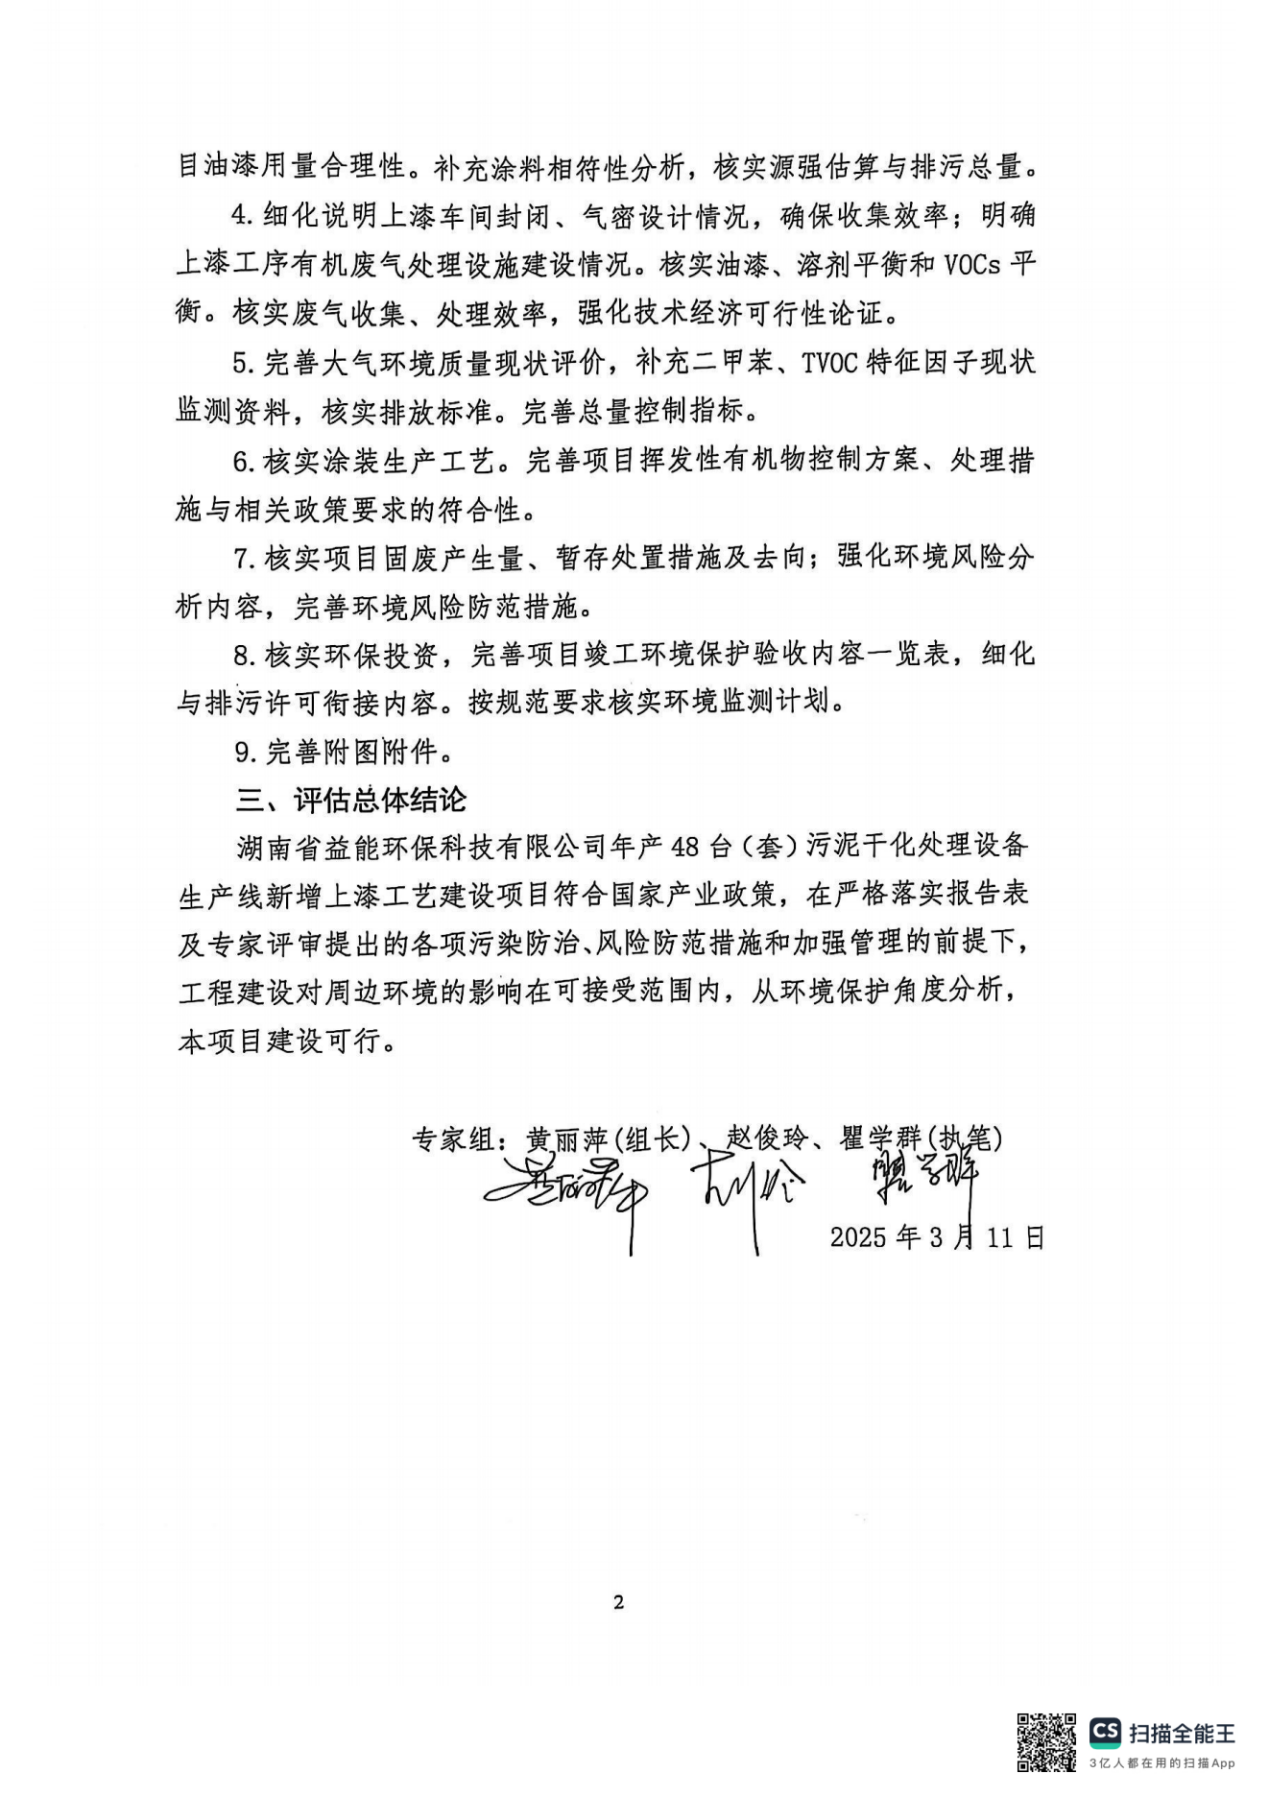 目油漆用量合理性。补充涂料相符性分析，核实源强估算与排污总量。
4.细化说明上漆车间封闭、气密设计情况，确保收集效率；明确
上漆工序有机废气处理设施建设情况。核实油漆、溶剂平衡和 VOCs 平
衡。核实废气收集、处理效率，强化技术经济可行性论证。
5.完善大气环境质量现状评价，补充二甲苯、TVOC 特征因子现状
监测资料，核实排放标准。完善总量控制指标。
6.核实涂装生产工艺。完善项目挥发性有机物控制方案、处理措
施与相关政策要求的符合性。
7.核实项目固废产生量、暂存处置措施及去向；强化环境风险分
析内容，完善环境风险防范措施。
8.核实环保投资，完善项目竣工环境保护验收内容一览表，细化
与排污许可衔接内容。按规范要求核实环境监测计划。
9.完善附图附件。
三、评估总体结论
湖南省益能环保科技有限公司年产 48 台（套）污泥干化处理设备
生产线新增上漆工艺建设项目符合国家产业政策，在严格落实报告表
及专家评审提出的各项污染防治、风险防范措施和加强管理的前提下，
工程建设对周边环境的影响在可接受范围内，从环境保护角度分析，
本项目建设可行。
专家组：黄丽萍(组长)、赵俊玲、瞿学群(执笔)
2025 年 3 月 11 日
2
CS 扫描全能王
3亿人都在用的扫描App